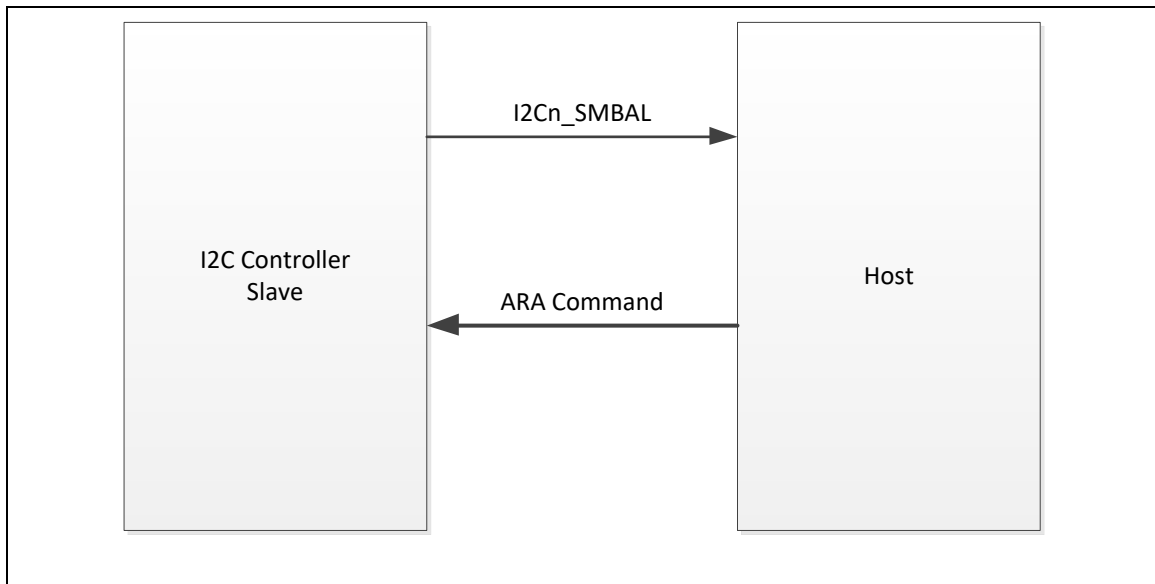 I2Cn_SMBAL
I2C Controller
Slave
Host
ARA Command